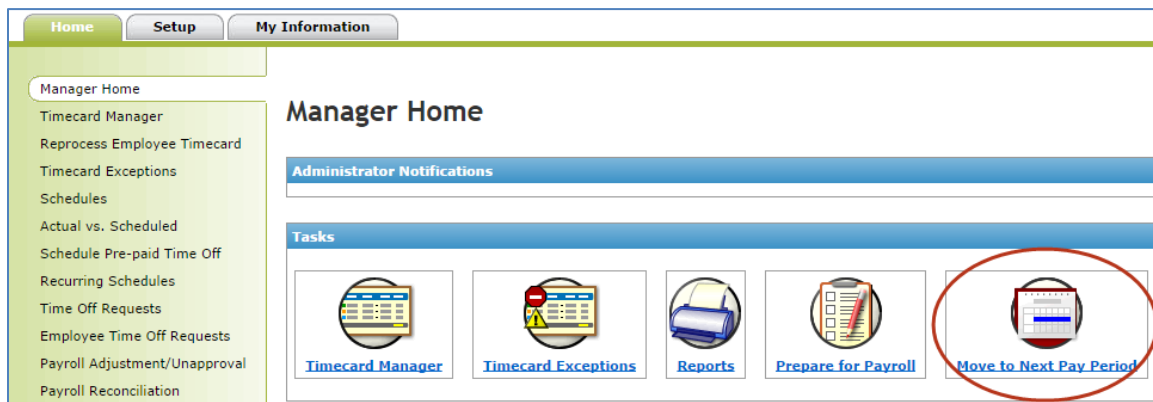 Home Setup My Information
Manager Home
Timecard Manager
Reprocess Employee Timecard
Timecard Exceptions
Schedules
Actual vs. Scheduled
Schedule Pre-paid Time Off
Recurring Schedules
Time Off Requests
Employee Time Off Requests
Payroll Adjustment/Unapproval
Payroll Reconciliation
Manager Home
Administrator Notifications
Tasks
Timecard Manager Timecard Exceptions Reports Prepare for Payroll Move to Next Pay Period